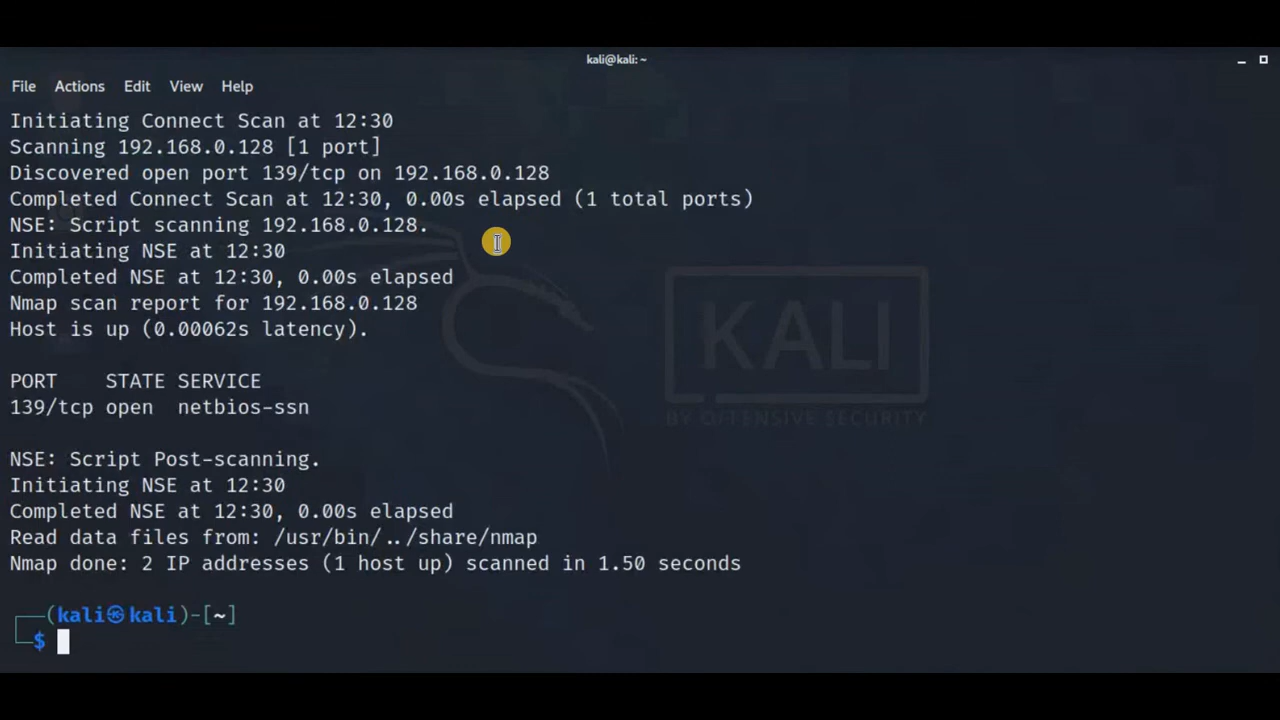 kali@kali: ~
File Actions Edit View Help
Initiating Connect Scan at 12:30
Scanning 192.168.0.128 [1 port]
Discovered open port 139/tcp on 192.168.0.128
Completed Connect Scan at 12:30, 0.00s elapsed (1 total ports)
NSE: Script scanning 192.168.0.128.
Initiating NSE at 12:30
Completed NSE at 12:30, 0.00s elapsed
Nmap scan report for 192.168.0.128
Host is up (0.00062s latency).
PORT    STATE SERVICE
139/tcp open  netbios-ssn
NSE: Script Post-scanning.
Initiating NSE at 12:30
Completed NSE at 12:30, 0.00s elapsed
Read data files from: /usr/bin/../share/nmap
Nmap done: 2 IP addresses (1 host up) scanned in 1.50 seconds
┌──(kali㉿kali)-[~]
└─$
KALI
BY OFFENSIVE SECURITY